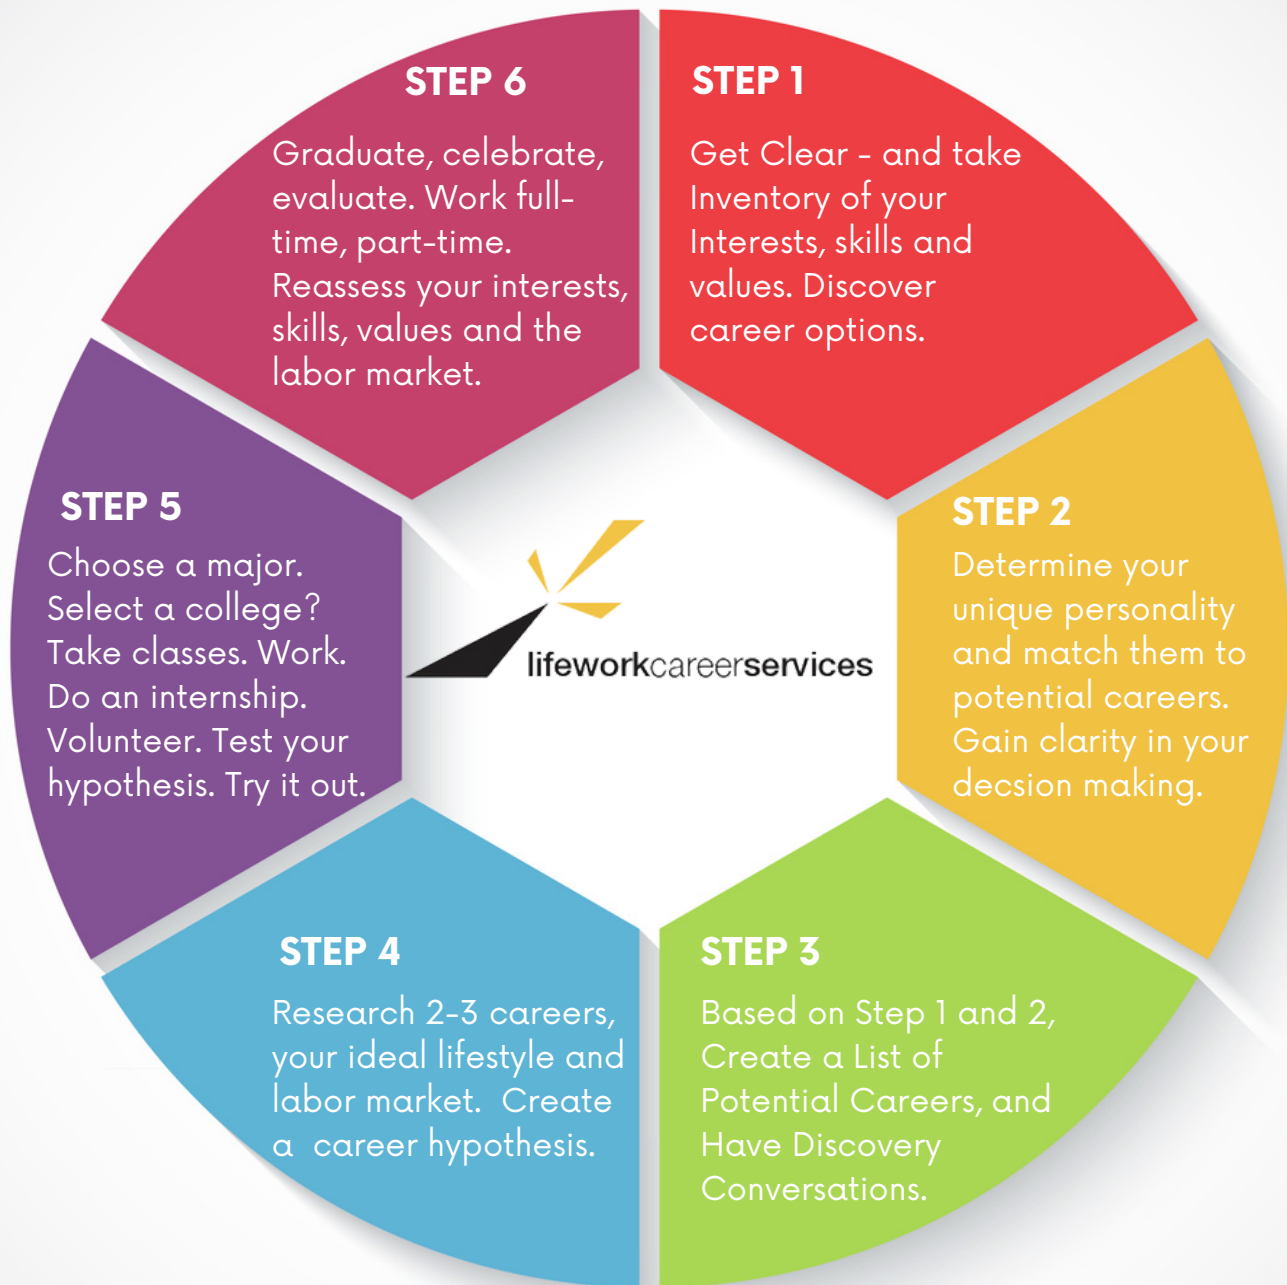 STEP 1
Get Clear - and take
Inventory of your
Interests, skills and
values. Discover
career options.
STEP 2
Determine your
unique personality
and match them to
potential careers.
Gain clarity in your
decsion making.
STEP 3
Based on Step 1 and 2,
Create a List of
Potential Careers, and
Have Discovery
Conversations.
STEP 4
Research 2-3 careers,
your ideal lifestyle and
labor market.  Create
a  career hypothesis.
STEP 5
Choose a major.
Select a college?
Take classes. Work.
Do an internship.
Volunteer. Test your
hypothesis. Try it out.
STEP 6
Graduate, celebrate,
evaluate. Work full-
time, part-time.
Reassess your interests,
skills, values and the
labor market.
lifeworkcareerservices